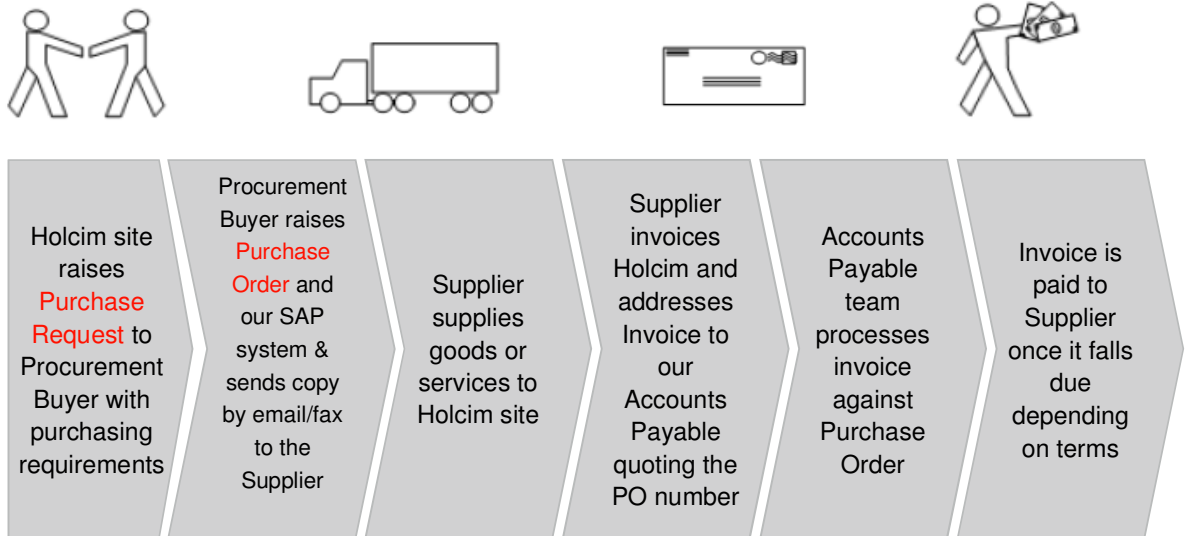 Holcim site
raises
Purchase
Request to
Procurement
Buyer with
purchasing
requirements
Procurement
Buyer raises
Purchase
Order and
our SAP
system &
sends copy
by email/fax
to the
Supplier
Supplier
supplies
goods or
services to
Holcim site
Supplier
invoices
Holcim and
addresses
Invoice to
our
Accounts
Payable
quoting the
PO number
Accounts
Payable
team
processes
invoice
against
Purchase
Order
Invoice is
paid to
Supplier
once it falls
due
depending
on terms